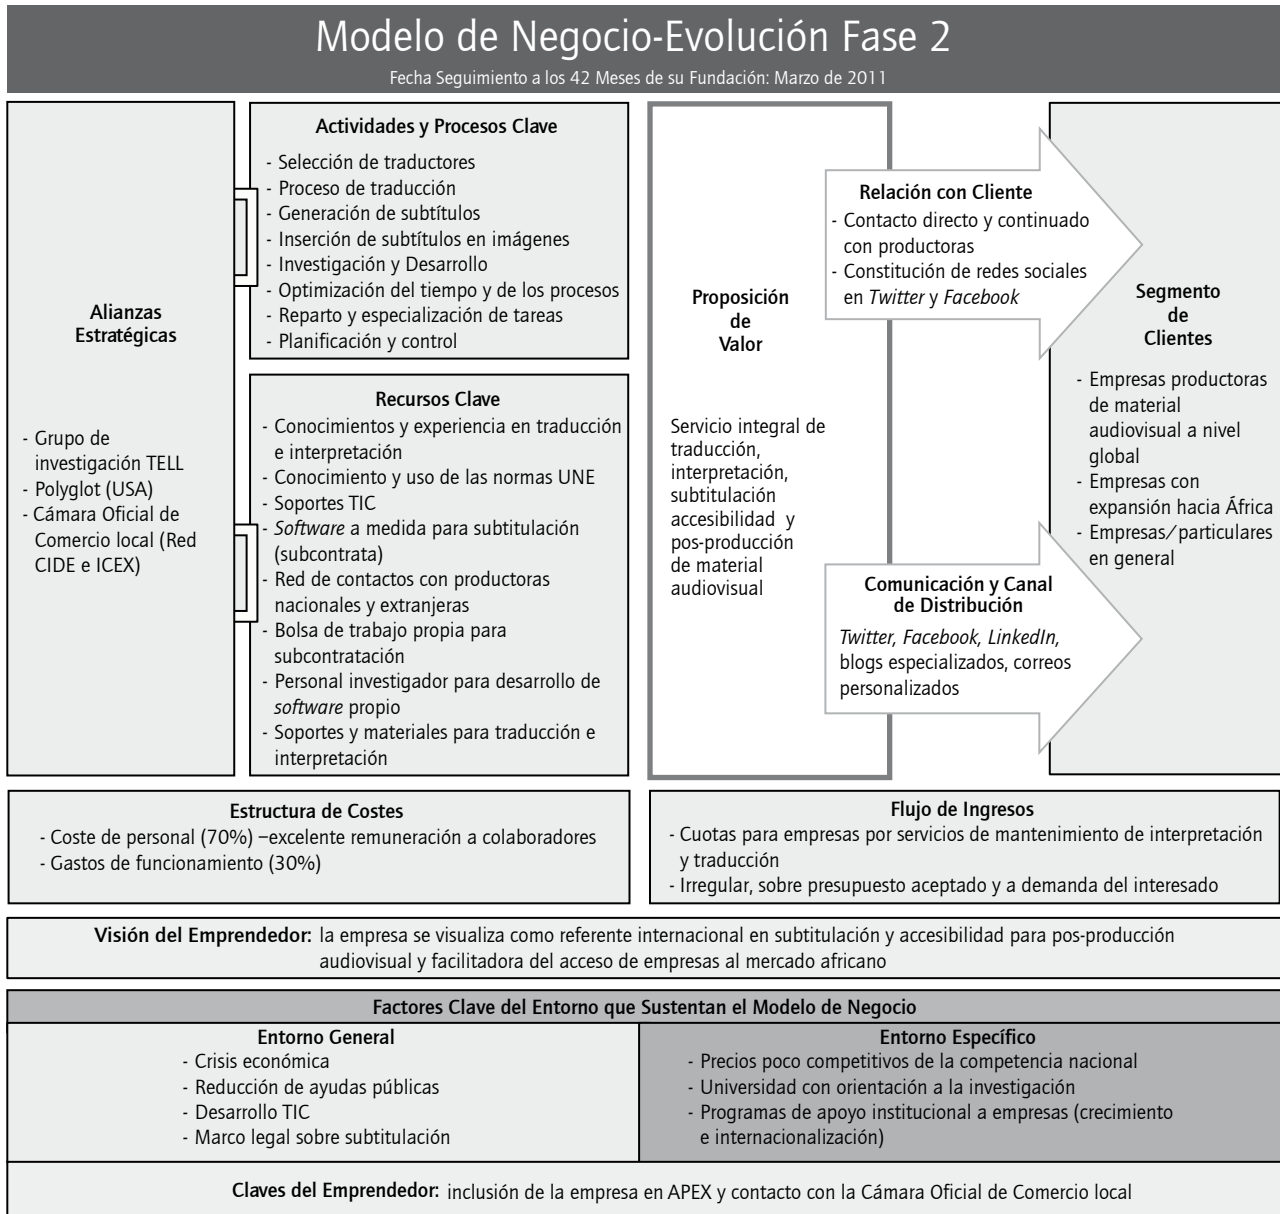 Modelo de Negocio-Evolución Fase 2
Fecha Seguimiento a los 42 Meses de su Fundación: Marzo de 2011
Alianzas
Estratégicas
- Grupo de
investigación TELL
- Polyglot (USA)
- Cámara Oficial de
Comercio local (Red
CIDE e ICEX)
Actividades y Procesos Clave
- Selección de traductores
- Proceso de traducción
- Generación de subtítulos
- Inserción de subtítulos en imágenes
- Investigación y Desarrollo
- Optimización del tiempo y de los procesos
- Reparto y especialización de tareas
- Planificación y control
Recursos Clave
- Conocimientos y experiencia en traducción
e interpretación
- Conocimiento y uso de las normas UNE
- Soportes TIC
- Software a medida para subtitulación
(subcontrata)
- Red de contactos con productoras
nacionales y extranjeras
- Bolsa de trabajo propia para
subcontratación
- Personal investigador para desarrollo de
software propio
- Soportes y materiales para traducción e
interpretación
Proposición
de
Valor
Servicio integral de
traducción,
interpretación,
subtitulación
accesibilidad y
pos-producción
de material
audiovisual
Relación con Cliente
- Contacto directo y continuado
con productoras
- Constitución de redes sociales
en Twitter y Facebook
Comunicación y Canal
de Distribución
Twitter, Facebook, LinkedIn,
blogs especializados, correos
personalizados
Segmento
de
Clientes
- Empresas productoras
de material
audiovisual a nivel
global
- Empresas con
expansión hacia África
- Empresas/particulares
en general
Estructura de Costes
- Coste de personal (70%) –excelente remuneración a colaboradores
- Gastos de funcionamiento (30%)
Flujo de Ingresos
- Cuotas para empresas por servicios de mantenimiento de interpretación
y traducción
- Irregular, sobre presupuesto aceptado y a demanda del interesado
Visión del Emprendedor: la empresa se visualiza como referente internacional en subtitulación y accesibilidad para pos-producción
audiovisual y facilitadora del acceso de empresas al mercado africano
Factores Clave del Entorno que Sustentan el Modelo de Negocio
Entorno General
- Crisis económica
- Reducción de ayudas públicas
- Desarrollo TIC
- Marco legal sobre subtitulación
Entorno Específico
- Precios poco competitivos de la competencia nacional
- Universidad con orientación a la investigación
- Programas de apoyo institucional a empresas (crecimiento
e internacionalización)
Claves del Emprendedor: inclusión de la empresa en APEX y contacto con la Cámara Oficial de Comercio local